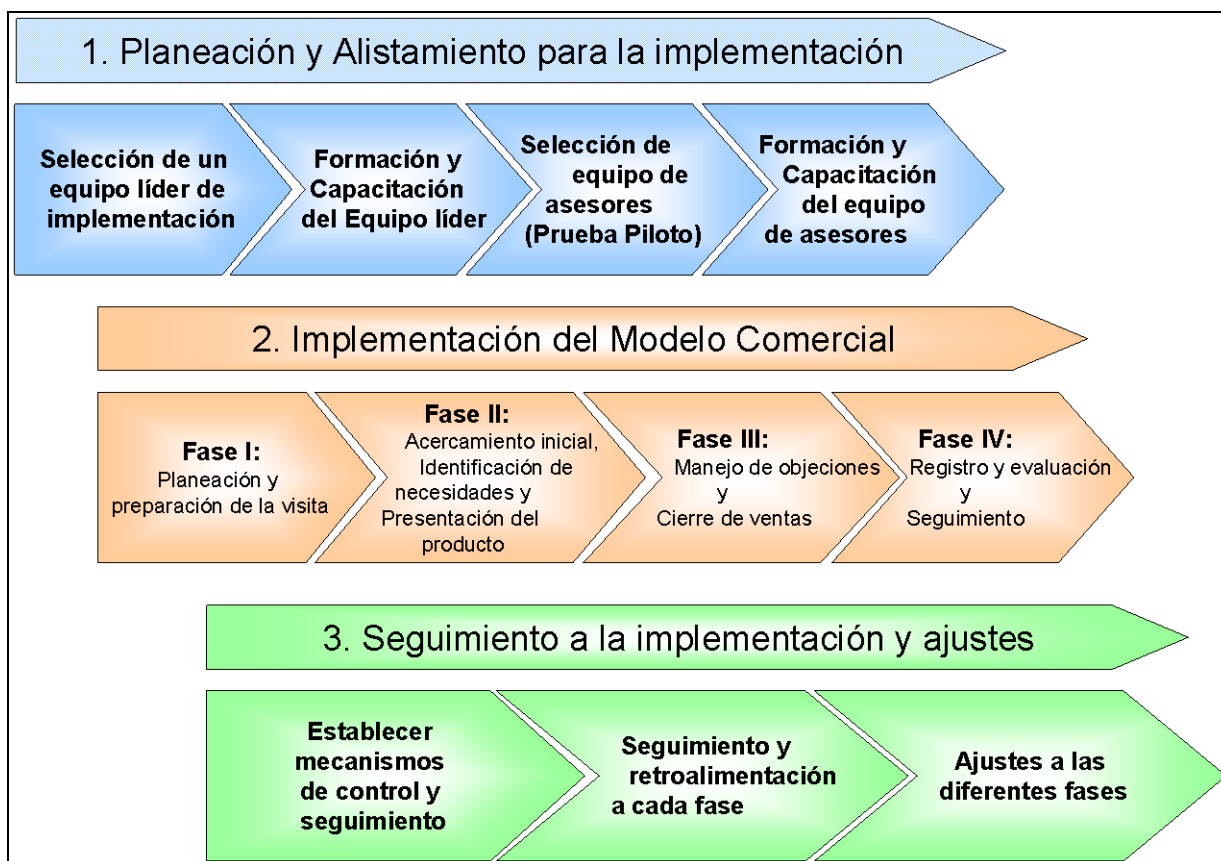 1. Planeación y Alistamiento para la implementación
Selección de un
equipo líder de
implementación
Formación y
Capacitación
del Equipo líder
Selección de
equipo de
asesores
(Prueba Piloto)
Formación y
Capacitación
del equipo
de asesores
2. Implementación del Modelo Comercial
Fase I:
Planeación y
preparación de la visita
Fase II:
Acercamiento inicial,
Identificación de
necesidades y
Presentación del
producto
Fase III:
Manejo de objeciones
y
Cierre de ventas
Fase IV:
Registro y evaluación
y
Seguimiento
3. Seguimiento a la implementación y ajustes
Establecer
mecanismos
de control y
seguimiento
Seguimiento y
retroalimentación
a cada fase
Ajustes a las
diferentes fases